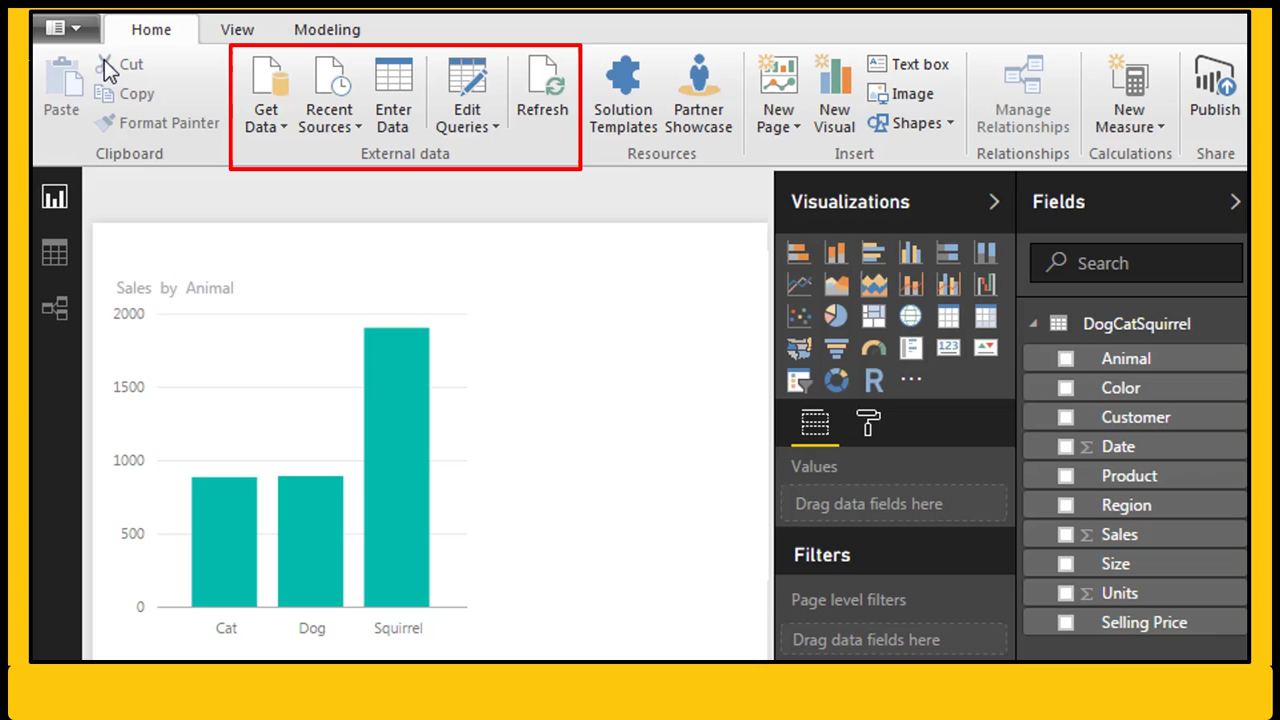 Home View Modeling
Paste
Cut
Copy
Format Painter
Clipboard
Get
Data
Recent
Sources
Enter
Data
Edit
Queries
Refresh
External data
Solution
Templates
Partner
Showcase
Resources
New
Page
New
Visual
Text box
Image
Shapes
Insert
Manage
Relationships
Relationships
New
Measure
Calculations
Publish
Share
Sales by Animal
2000
1500
1000
500
0
Cat Dog Squirrel
Visualizations
123
R
Values
Drag data fields here
Filters
Page level filters
Drag data fields here
Fields
Search
DogCatSquirrel
Animal
Color
Customer
Σ Date
Product
Region
Σ Sales
Size
Σ Units
Selling Price